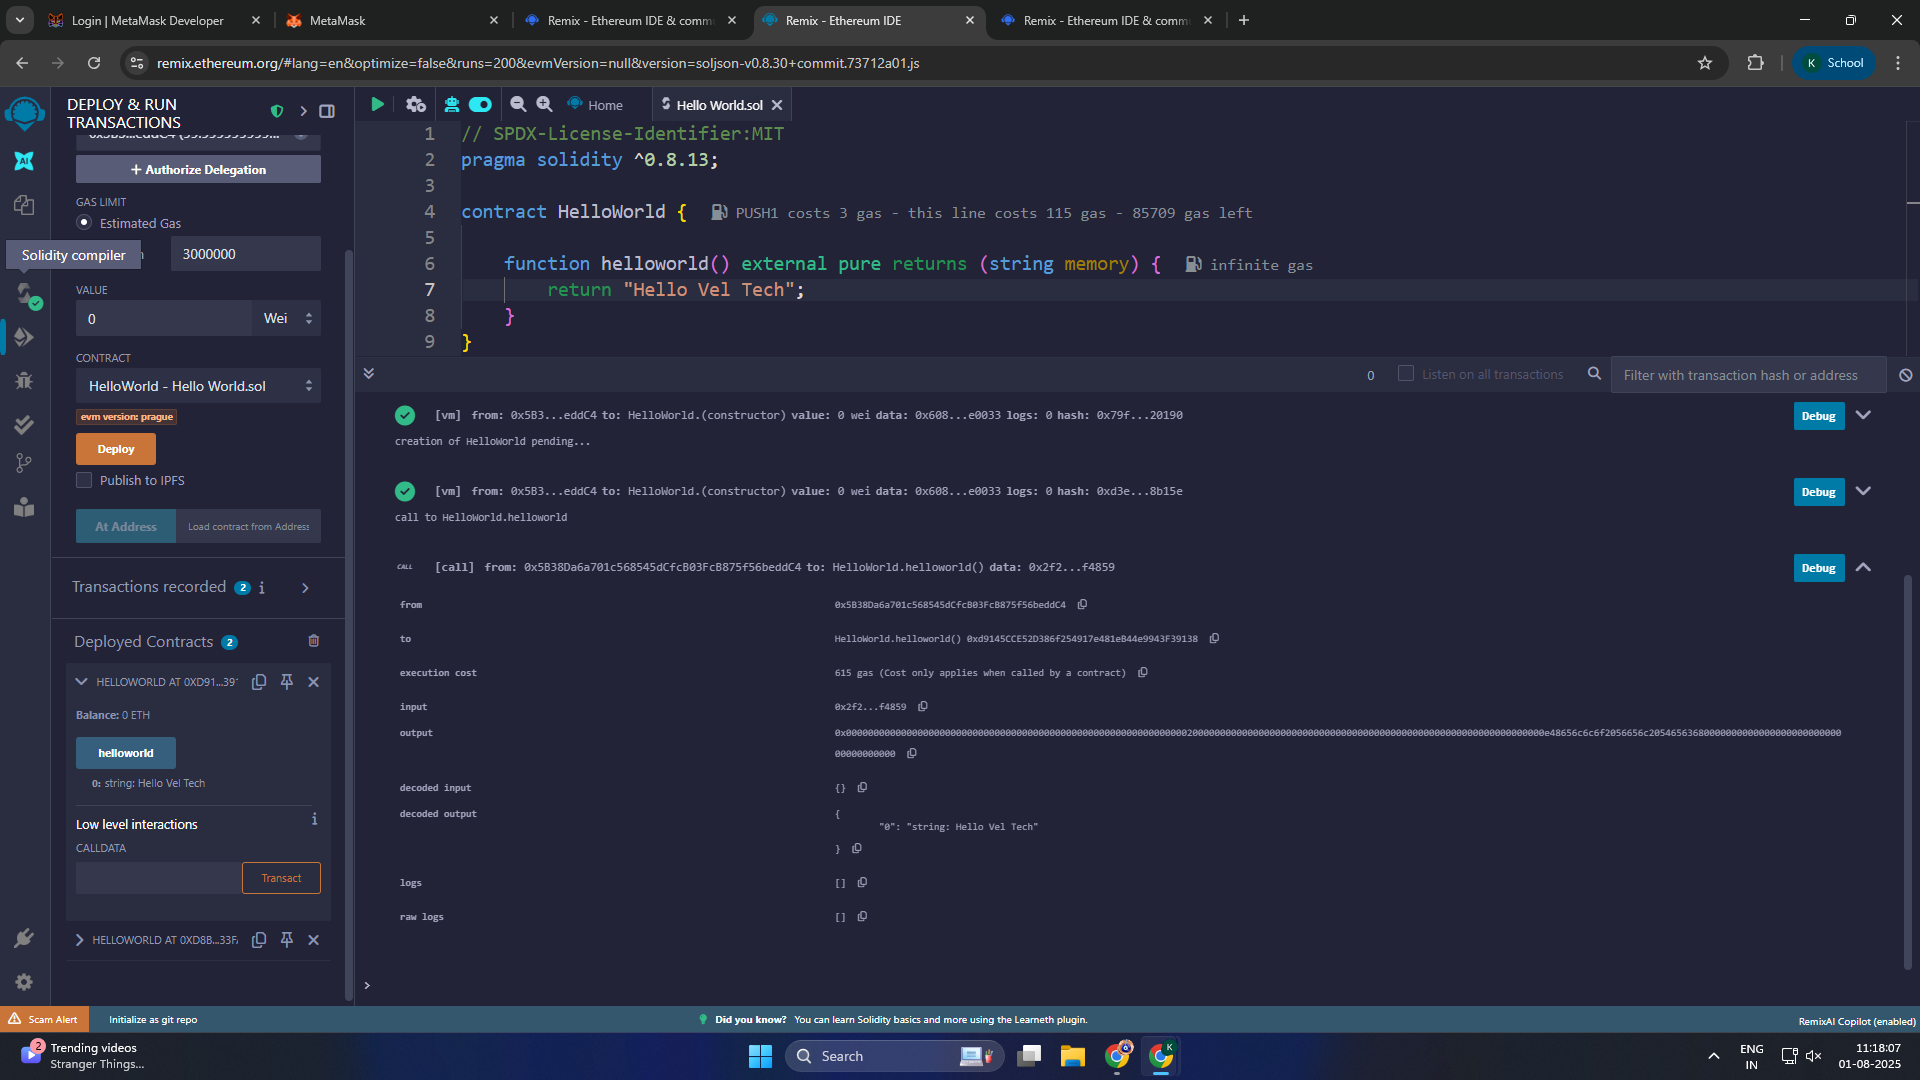 Login | MetaMask Developer
MetaMask
Remix - Ethereum IDE & comm
Remix - Ethereum IDE
Remix - Ethereum IDE & comm
remix.ethereum.org/#lang=en&optimize=false&runs=200&evmVersion=null&version=soljson-v0.8.30+commit.73712a01.js
K School
DEPLOY & RUN
TRANSACTIONS
+ Authorize Delegation
GAS LIMIT
Estimated Gas
Solidity compiler
3000000
VALUE
0
Wei
CONTRACT
HelloWorld - Hello World.sol
evm version: prague
Deploy
Publish to IPFS
At Address
Load contract from Address
Transactions recorded 2 i
Deployed Contracts 2
HELLOWORLD AT 0XD91...39
Balance: 0 ETH
helloworld
0: string: Hello Vel Tech
Low level interactions
i
CALLDATA
Transact
HELLOWORLD AT 0XD8B...33F
Home
Hello World.sol
1 // SPDX-License-Identifier:MIT
2 pragma solidity ^0.8.13;
3
4 contract HelloWorld { PUSH1 costs 3 gas - this line costs 115 gas - 85709 gas left
5
6 function helloworld() external pure returns (string memory) { infinite gas
7 return "Hello Vel Tech";
8 }
9 }
0
Listen on all transactions
Filter with transaction hash or address
[vm] from: 0x5B3...eddC4 to: HelloWorld.(constructor) value: 0 wei data: 0x608...e0033 logs: 0 hash: 0x79f...20190
Debug
creation of HelloWorld pending...
[vm] from: 0x5B3...eddC4 to: HelloWorld.(constructor) value: 0 wei data: 0x608...e0033 logs: 0 hash: 0xd3e...8b15e
Debug
call to HelloWorld.helloworld
CALL [call] from: 0x5B38Da6a701c568545dCfcB03FcB875f56beddC4 to: HelloWorld.helloworld() data: 0x2f2...f4859
Debug
from 0x5B38Da6a701c568545dCfcB03FcB875f56beddC4
to HelloWorld.helloworld() 0xd9145CCE52D386f254917e481eB44e9943F39138
execution cost 615 gas (Cost only applies when called by a contract)
input 0x2f2...f4859
output
decoded input {}
decoded output {
"0": "string: Hello Vel Tech"
}
logs []
raw logs []
>
Scam Alert
Initialize as git repo
Did you know? You can learn Solidity basics and more using the Learneth plugin.
RemixAI Copilot (enabled)
2
Trending videos
Stranger Things...
Search
ENG
IN
11:18:07
01-08-2025